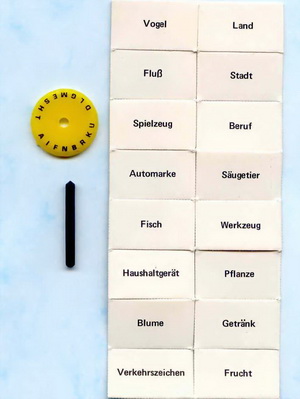 Vogel Land
Fluß Stadt
Spielzeug Beruf
Automarke Säugetier
Fisch Werkzeug
Haushaltgerät Pflanze
Blume Getränk
Verkehrszeichen Frucht